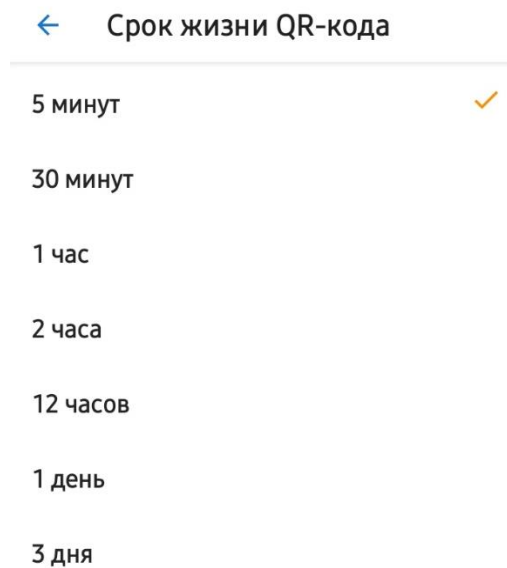 Срок жизни QR-кода
5 минут
30 минут
1 час
2 часа
12 часов
1 день
3 дня